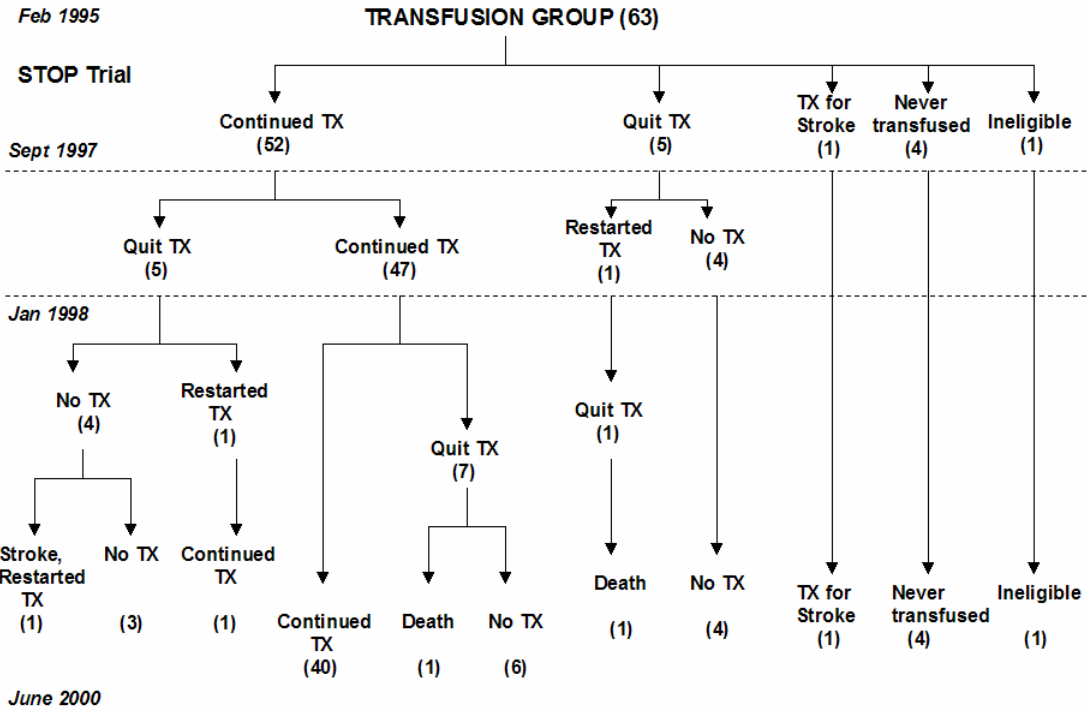 Feb 1995
TRANSFUSION GROUP (63)
STOP Trial
Continued TX
(52)
Quit TX
(5)
TX for
Stroke
(1)
Never
transfused
(4)
Ineligible
(1)
Sept 1997
Quit TX
(5)
Continued TX
(47)
Restarted
TX
(1)
No TX
(4)
Jan 1998
No TX
(4)
Restarted
TX
(1)
Quit TX
(7)
Quit TX
(1)
Stroke,
Restarted
TX
(1)
No TX
(3)
Continued
TX
(1)
Continued
TX
(40)
Death
(1)
No TX
(6)
Death
(1)
No TX
(4)
TX for
Stroke
(1)
Never
transfused
(4)
Ineligible
(1)
June 2000